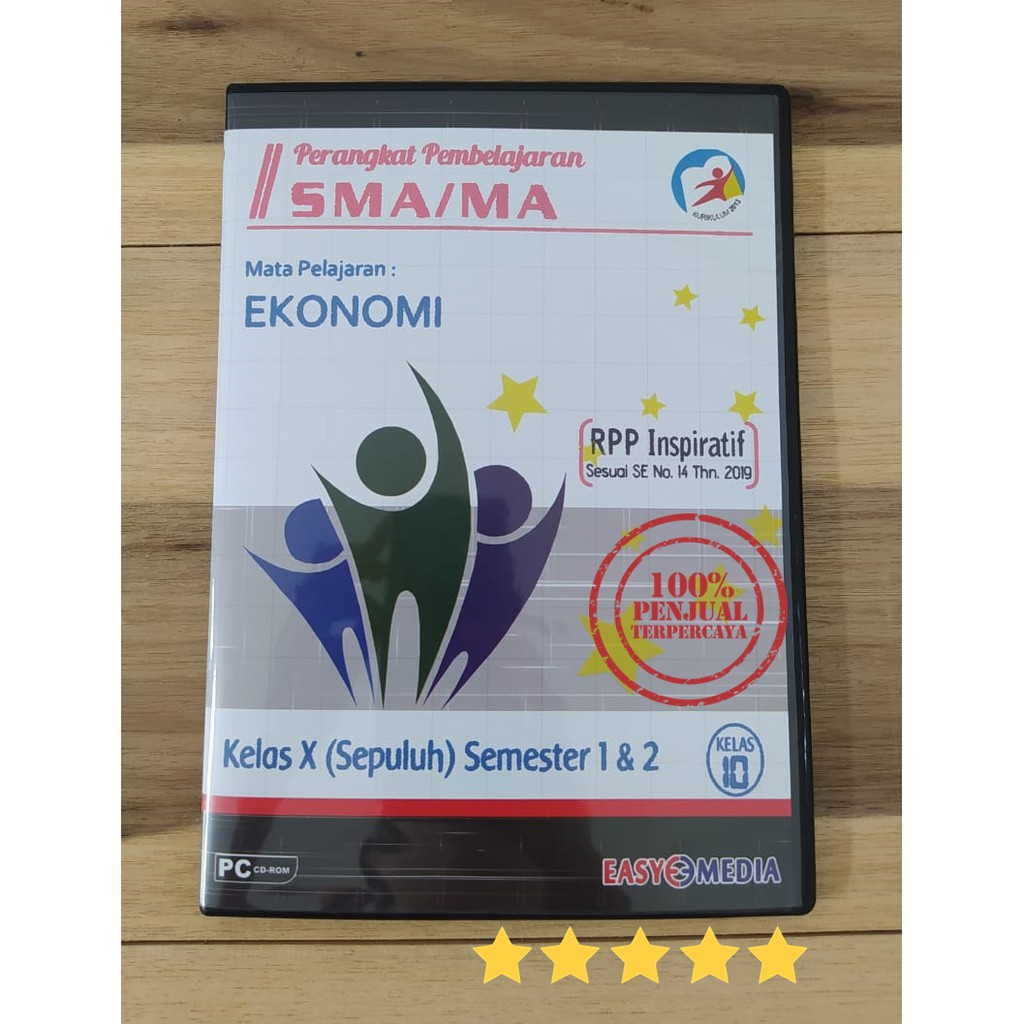 Perangkat Pembelajaran
SMA/MA
KURIKULUM 2013
Mata Pelajaran :
EKONOMI
RPP Inspiratif
Sesuai SE No. 14 Thn. 2019
100%
PENJUAL
TERPERCAYA
Kelas X (Sepuluh) Semester 1 & 2
KELAS
10
PC CD-ROM
EASY MEDIA